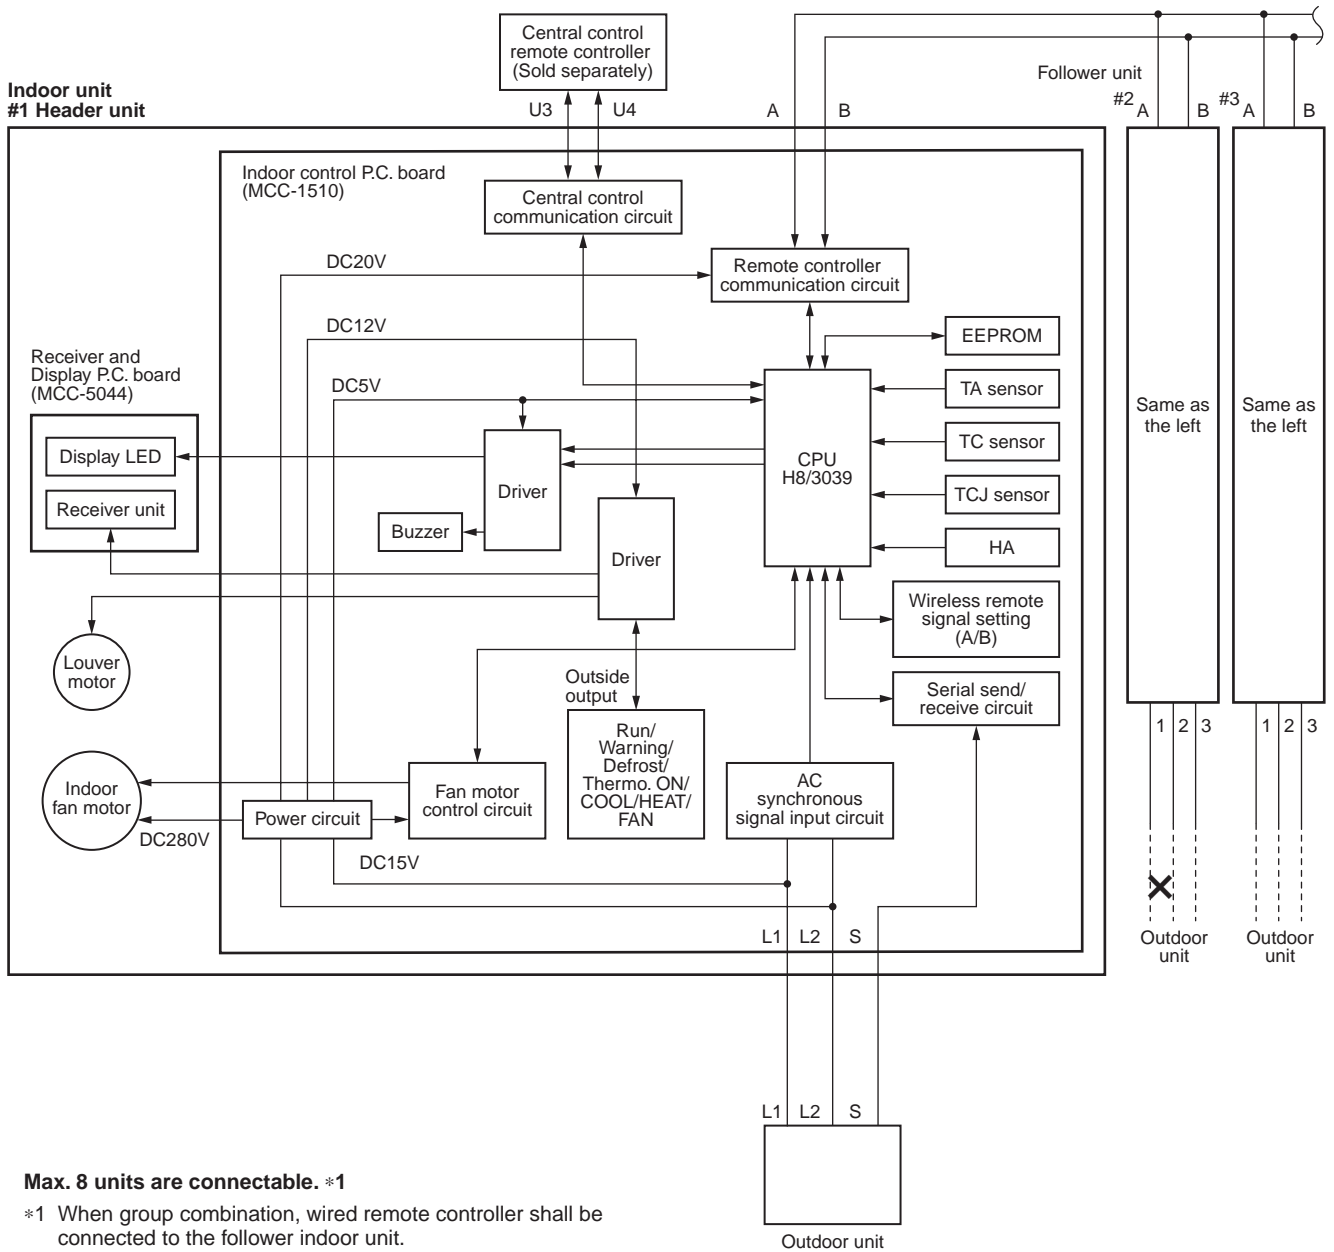 Central control
remote controller
(Sold separately)
U3
U4
A
B
Follower unit
#2
A
B
#3
A
B
Indoor unit
#1 Header unit
Indoor control P.C. board
(MCC-1510)
Central control
communication circuit
DC20V
Remote controller
communication circuit
DC12V
EEPROM
Receiver and
Display P.C. board
(MCC-5044)
DC5V
TA sensor
Same as
the left
Same as
the left
Display LED
TC sensor
CPU
H8/3039
Driver
TCJ sensor
Receiver unit
Buzzer
Driver
HA
Wireless remote
signal setting
(A/B)
Louver
motor
Outside
output
Serial send/
receive circuit
Run/
Warning/
Defrost/
Thermo. ON/
COOL/HEAT/
FAN
1
2
3
1
2
3
Indoor
fan motor
Power circuit
Fan motor
control circuit
AC
synchronous
signal input circuit
DC280V
DC15V
L1
L2
S
Outdoor
unit
Outdoor
unit
L1
L2
S
Outdoor unit
Max. 8 units are connectable. *1
*1 When group combination, wired remote controller shall be
connected to the follower indoor unit.